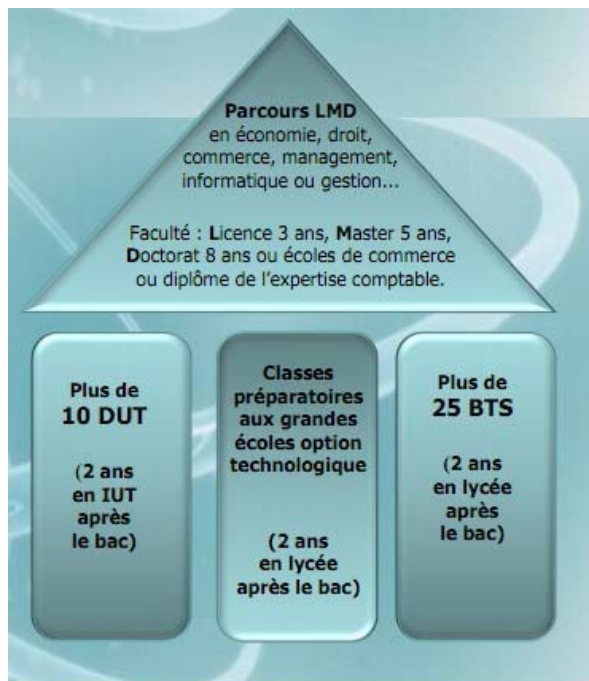 Parcours LMD
en économie, droit,
commerce, management,
informatique ou gestion...
Faculté : Licence 3 ans, Master 5 ans,
Doctorat 8 ans ou écoles de commerce
ou diplôme de l'expertise comptable.
Plus de
10 DUT
(2 ans
en IUT
après
le bac)
Classes
préparatoires
aux grandes
écoles option
technologique
(2 ans
en lycée
après le bac)
Plus de
25 BTS
(2 ans
en lycée
après
le bac)